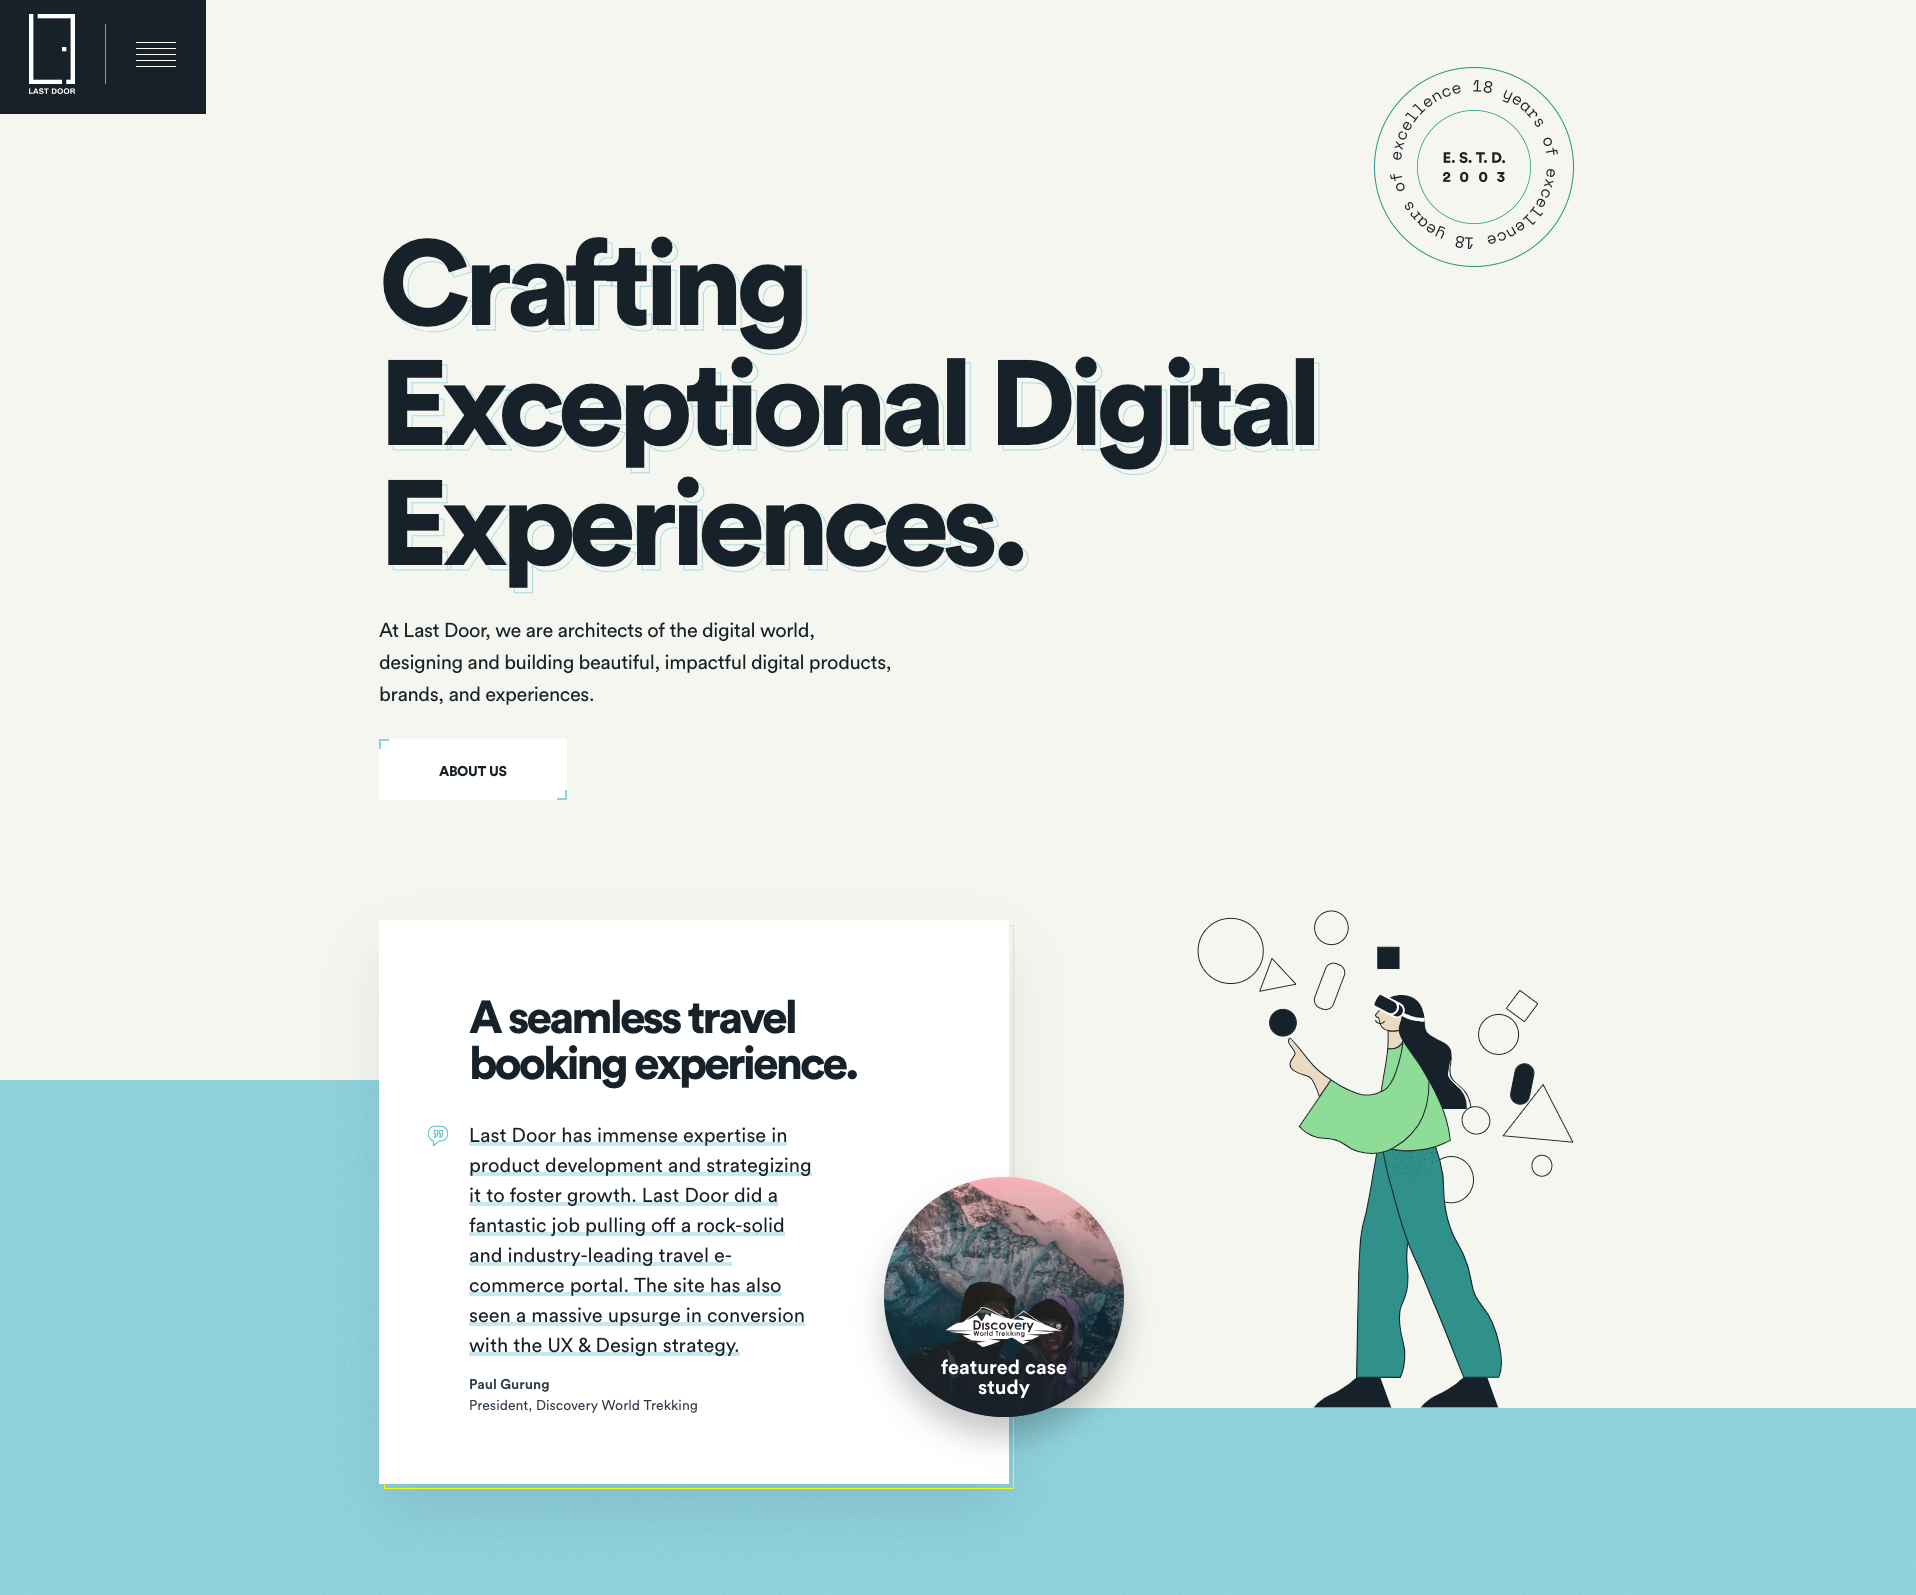 LAST DOOR
18 years of excellence 18 years of excellence
E. S. T. D.
2 0 0 3
Crafting
Exceptional Digital
Experiences.
At Last Door, we are architects of the digital world,
designing and building beautiful, impactful digital products,
brands, and experiences.
ABOUT US
A seamless travel
booking experience.
Last Door has immense expertise in
product development and strategizing
it to foster growth. Last Door did a
fantastic job pulling off a rock-solid
and industry-leading travel e-
commerce portal. The site has also
seen a massive upsurge in conversion
with the UX & Design strategy.
Paul Gurung
President, Discovery World Trekking
Discovery ®
World Trekking
featured case
study